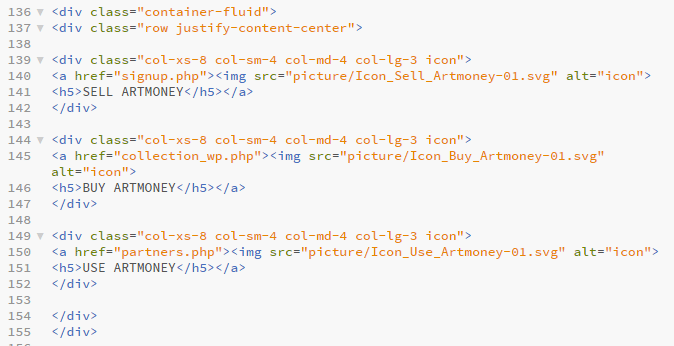 136 <div class="container-fluid">
137 <div class="row justify-content-center">
138
139 <div class="col-xs-8 col-sm-4 col-md-4 col-lg-3 icon">
140 <a href="signup.php"><img src="picture/Icon_Sell_Artmoney-01.svg" alt="icon">
141 <h5>SELL ARTMONEY</h5></a>
142 </div>
143
144 <div class="col-xs-8 col-sm-4 col-md-4 col-lg-3 icon">
145 <a href="collection_wp.php"><img src="picture/Icon_Buy_Artmoney-01.svg"
alt="icon">
146 <h5>BUY ARTMONEY</h5></a>
147 </div>
148
149 <div class="col-xs-8 col-sm-4 col-md-4 col-lg-3 icon">
150 <a href="partners.php"><img src="picture/Icon_Use_Artmoney-01.svg" alt="icon">
151 <h5>USE ARTMONEY</h5></a>
152 </div>
153
154 </div>
155 </div>